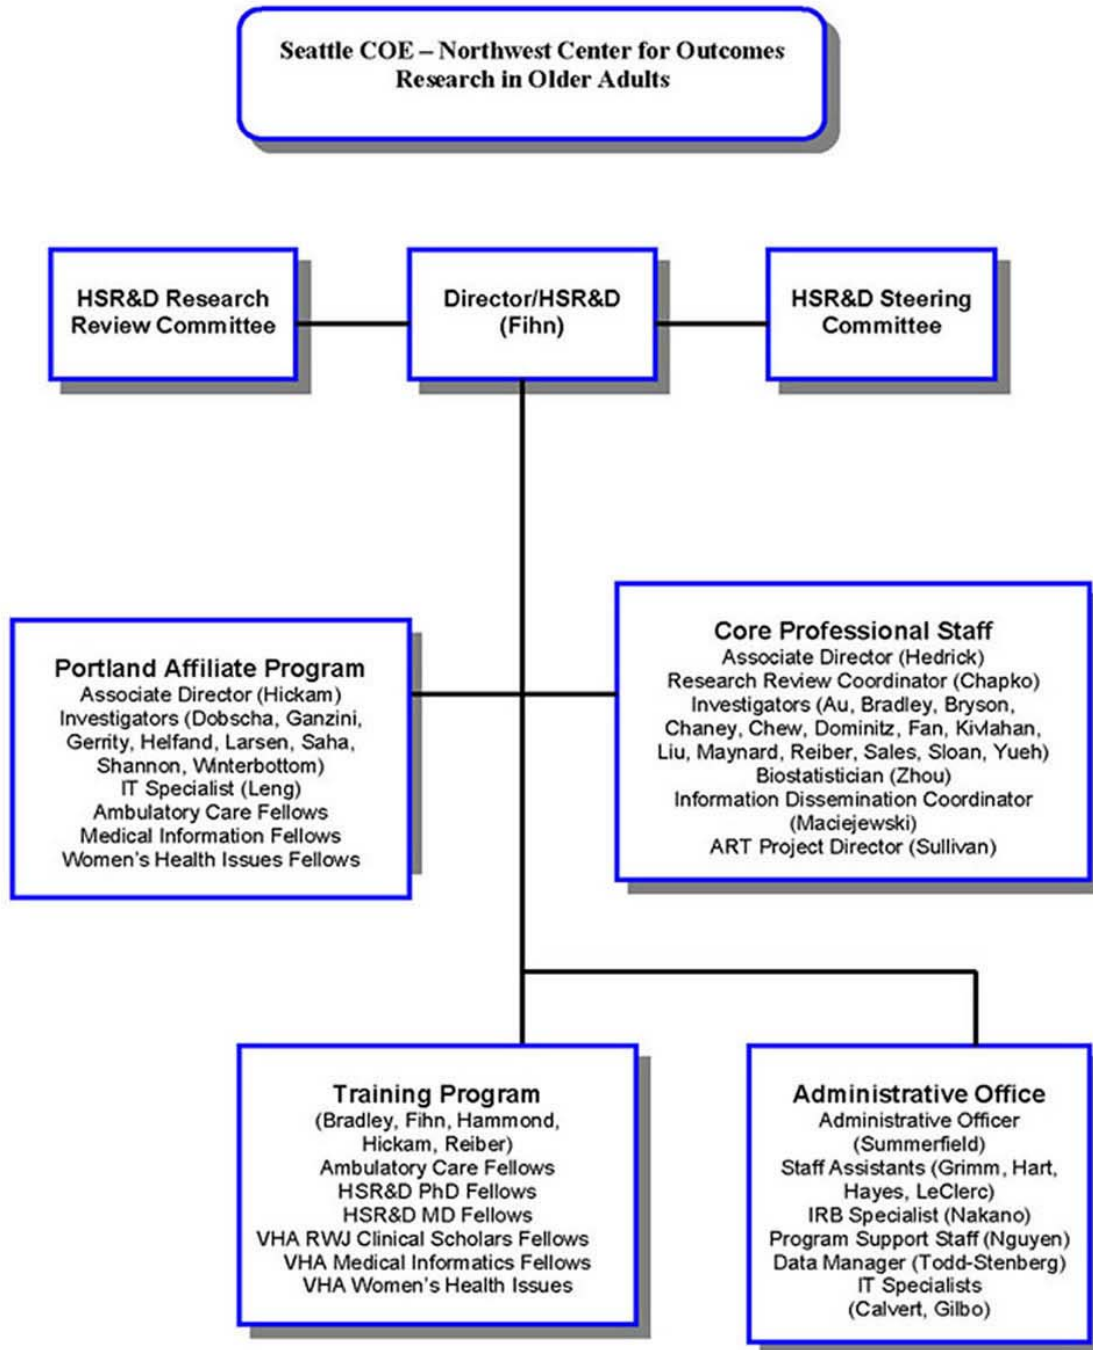 Seattle COE – Northwest Center for Outcomes
Research in Older Adults
HSR&D Research
Review Committee
Director/HSR&D
(Fihn)
HSR&D Steering
Committee
Portland Affiliate Program
Associate Director (Hickam)
Investigators (Dobscha, Ganzini,
Gerrity, Helfand, Larsen, Saha,
Shannon, Winterbottom)
IT Specialist (Leng)
Ambulatory Care Fellows
Medical Information Fellows
Women's Health Issues Fellows
Core Professional Staff
Associate Director (Hedrick)
Research Review Coordinator (Chapko)
Investigators (Au, Bradley, Bryson,
Chaney, Chew, Dominitz, Fan, Kivlahan,
Liu, Maynard, Reiber, Sales, Sloan, Yueh)
Biostatistician (Zhou)
Information Dissemination Coordinator
(Maciejewski)
ART Project Director (Sullivan)
Training Program
(Bradley, Fihn, Hammond,
Hickam, Reiber)
Ambulatory Care Fellows
HSR&D PhD Fellows
HSR&D MD Fellows
VHA RWJ Clinical Scholars Fellows
VHA Medical Informatics Fellows
VHA Women's Health Issues
Administrative Office
Administrative Officer
(Summerfield)
Staff Assistants (Grimm, Hart,
Hayes, LeClerc)
IRB Specialist (Nakano)
Program Support Staff (Nguyen)
Data Manager (Todd-Stenberg)
IT Specialists
(Calvert, Gilbo)